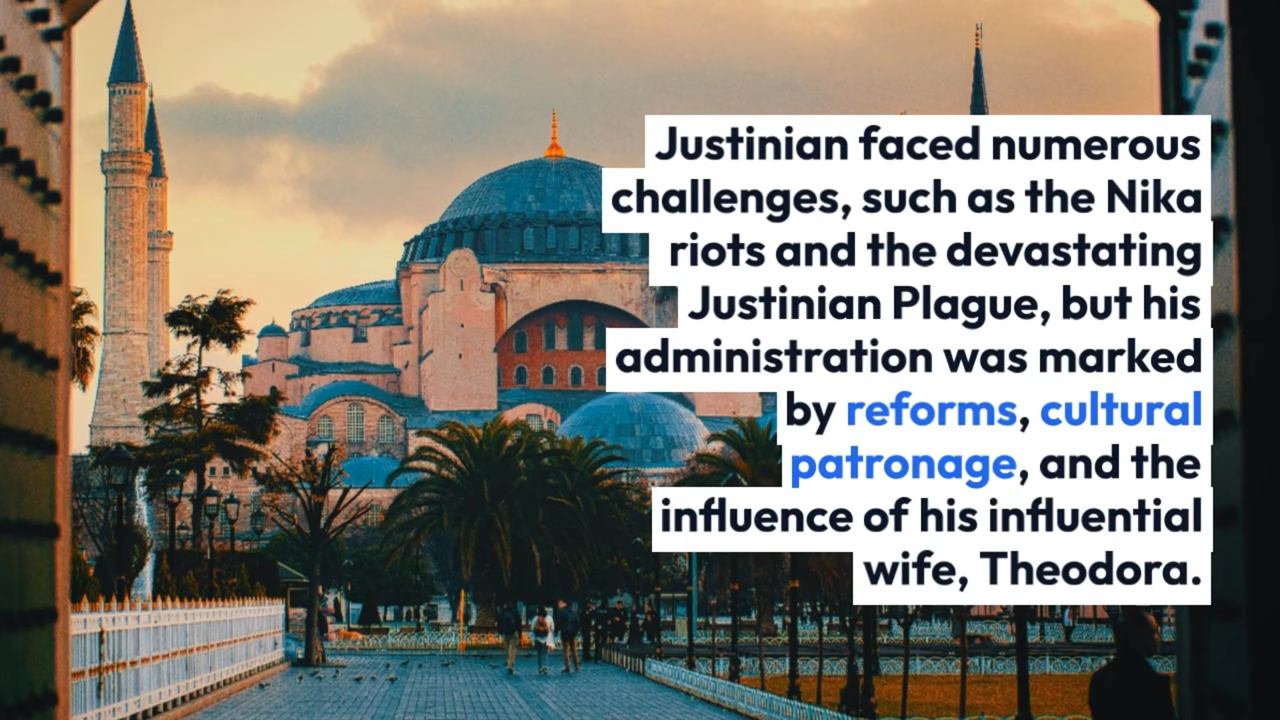 Justinian faced numerous
challenges, such as the Nika
riots and the devastating
Justinian Plague, but his
administration was marked
by reforms, cultural
patronage, and the
influence of his influential
wife, Theodora.